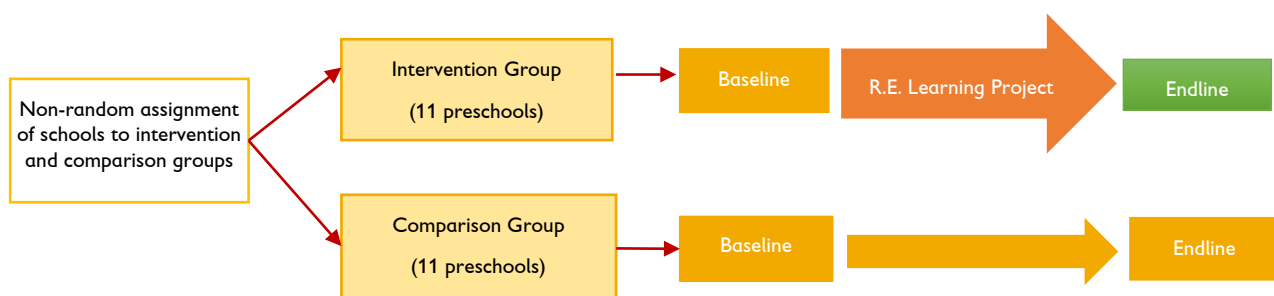 Non-random assignment
of schools to intervention
and comparison groups
Intervention Group
(11 preschools)
Baseline
R.E. Learning Project
Endline
Comparison Group
(11 preschools)
Baseline
Endline